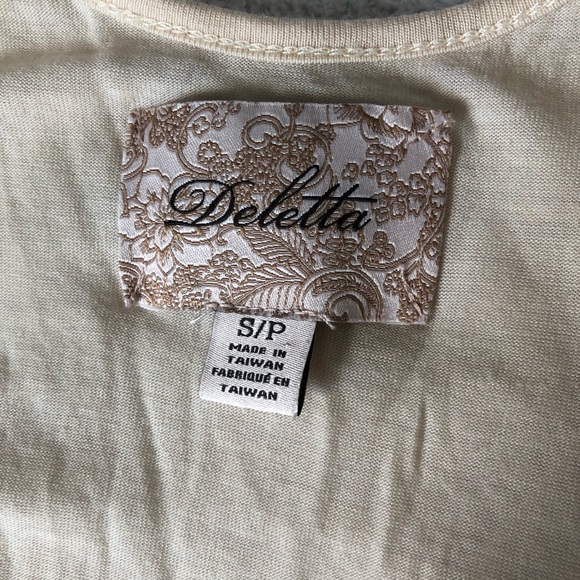 Deletta
S/P
MADE IN
TAIWAN
FABRIQUÉ EN
TAIWAN